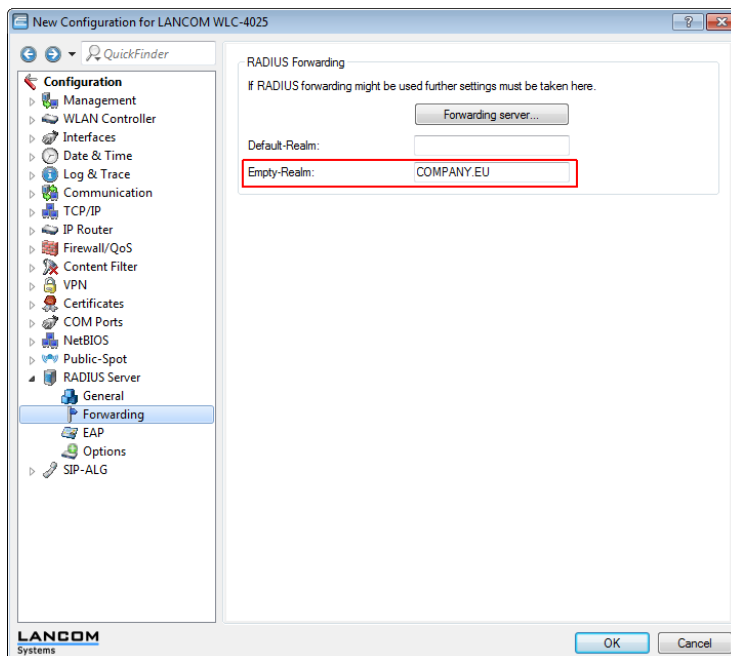 New Configuration for LANCOM WLC-4025
QuickFinder
Configuration
Management
WLAN Controller
Interfaces
Date & Time
Log & Trace
Communication
TCP/IP
IP Router
Firewall/QoS
Content Filter
VPN
Certificates
COM Ports
NetBIOS
Public-Spot
RADIUS Server
General
Forwarding
EAP
Options
SIP-ALG
RADIUS Forwarding
If RADIUS forwarding might be used further settings must be taken here.
Forwarding server...
Default-Realm:
Empty-Realm: COMPANY.EU
LANCOM
Systems
OK Cancel